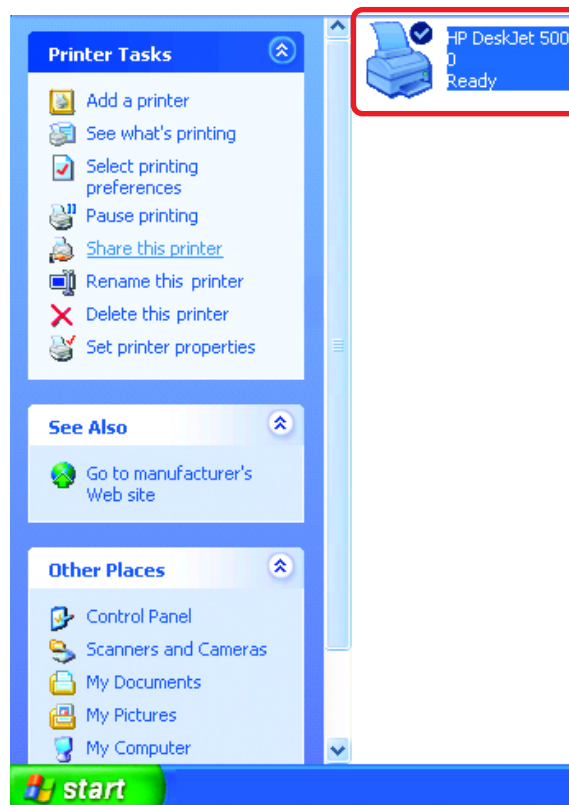 Printer Tasks
Add a printer
See what's printing
Select printing
preferences
Pause printing
Share this printer
Rename this printer
Delete this printer
Set printer properties
See Also
Go to manufacturer's
Web site
Other Places
Control Panel
Scanners and Cameras
My Documents
My Pictures
My Computer
HP DeskJet 500
0
Ready
start